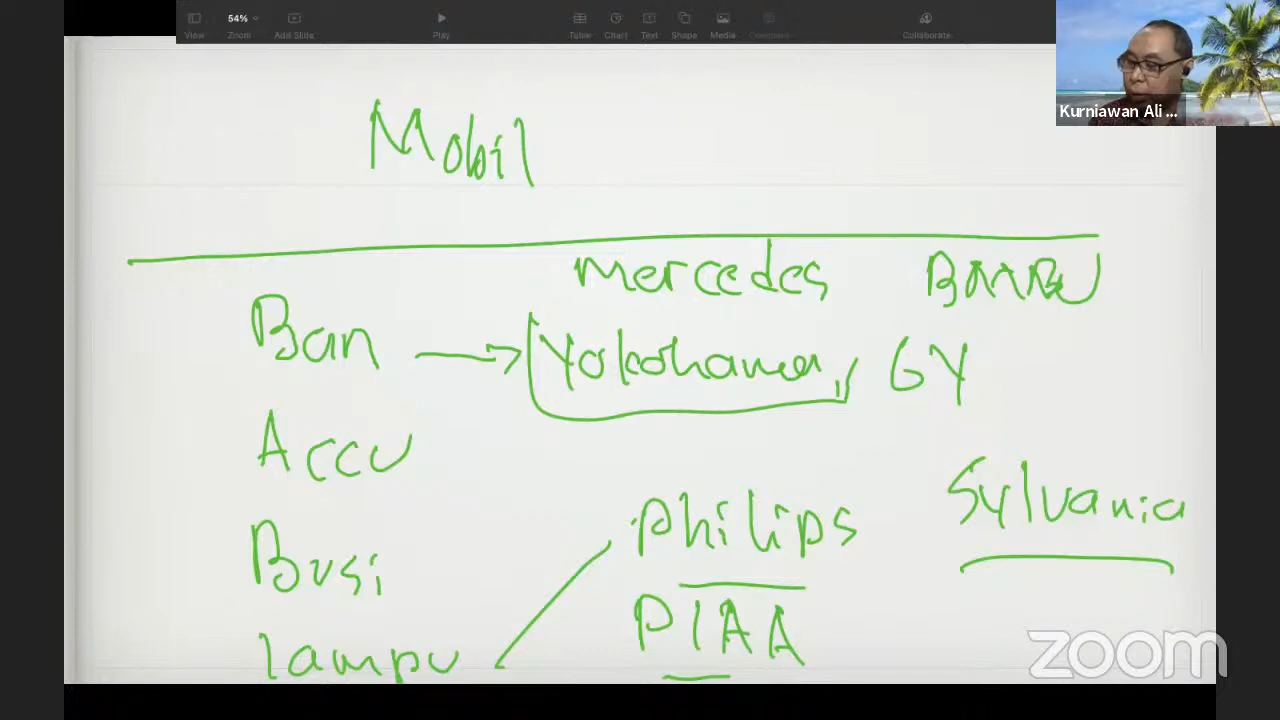 54%
View Zoom Add Slide Play Table Chart Text Shape Media Comment Collaborate
Kurniawan Ali ...
Mobil
Mercedes BMW
Ban → Yokohama, GY
Accu
Sylvania
Busi Philips
Lampu PIAA
zoom